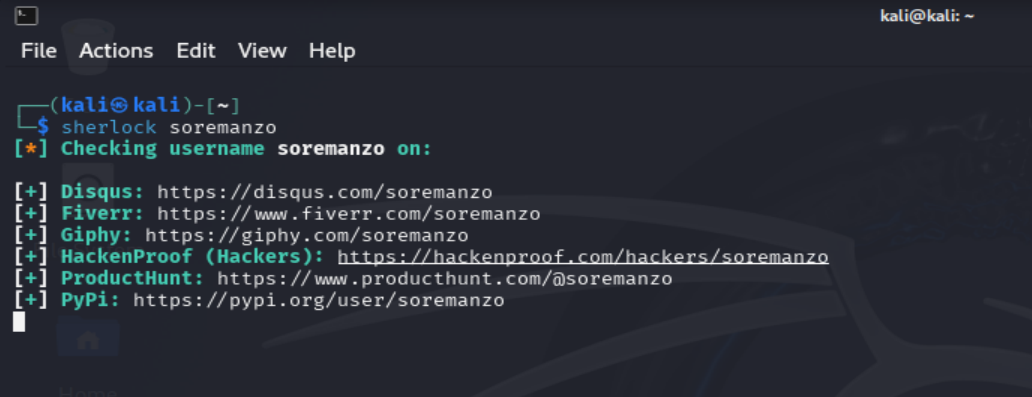 kali@kali: ~
File Actions Edit View Help
┌──(kali㉿kali)-[~]
└─$ sherlock soremanzo
[*] Checking username soremanzo on:
[+] Disqus: https://disqus.com/soremanzo
[+] Fiverr: https://www.fiverr.com/soremanzo
[+] Giphy: https://giphy.com/soremanzo
[+] HackenProof (Hackers): https://hackenproof.com/hackers/soremanzo
[+] ProductHunt: https://www.producthunt.com/@soremanzo
[+] PyPi: https://pypi.org/user/soremanzo
Home